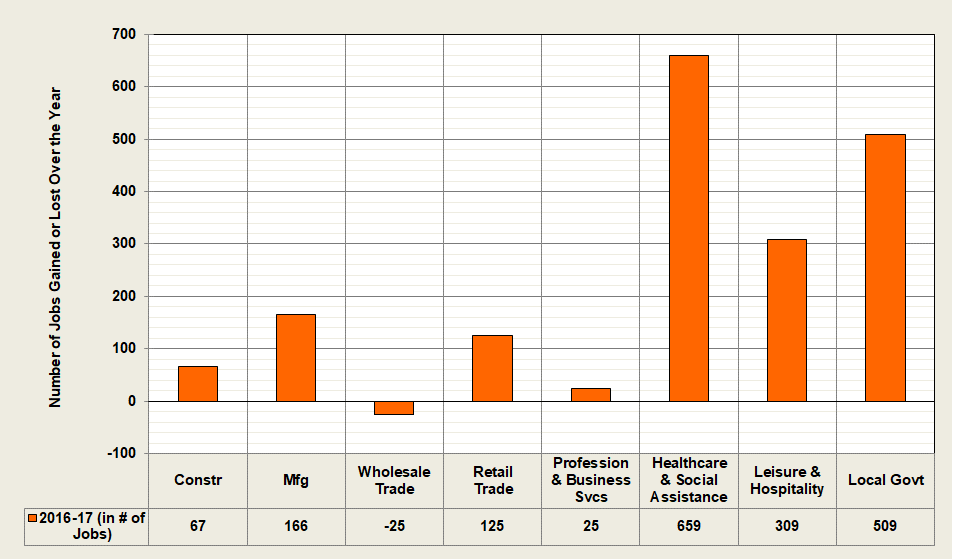 700
600
500
400
300
200
100
0
-100
Number of Jobs Gained or Lost Over the Year
Constr
Mfg
Wholesale
Trade
Retail
Trade
Profession
& Business
Svcs
Healthcare
& Social
Assistance
Leisure &
Hospitality
Local Govt
2016-17 (in # of
Jobs)
67
166
-25
125
25
659
309
509